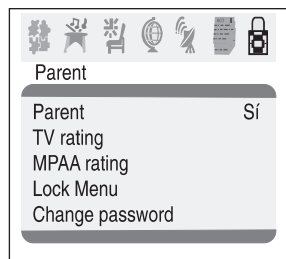 Parent
Parent Sí
TV rating
MPAA rating
Lock Menu
Change password